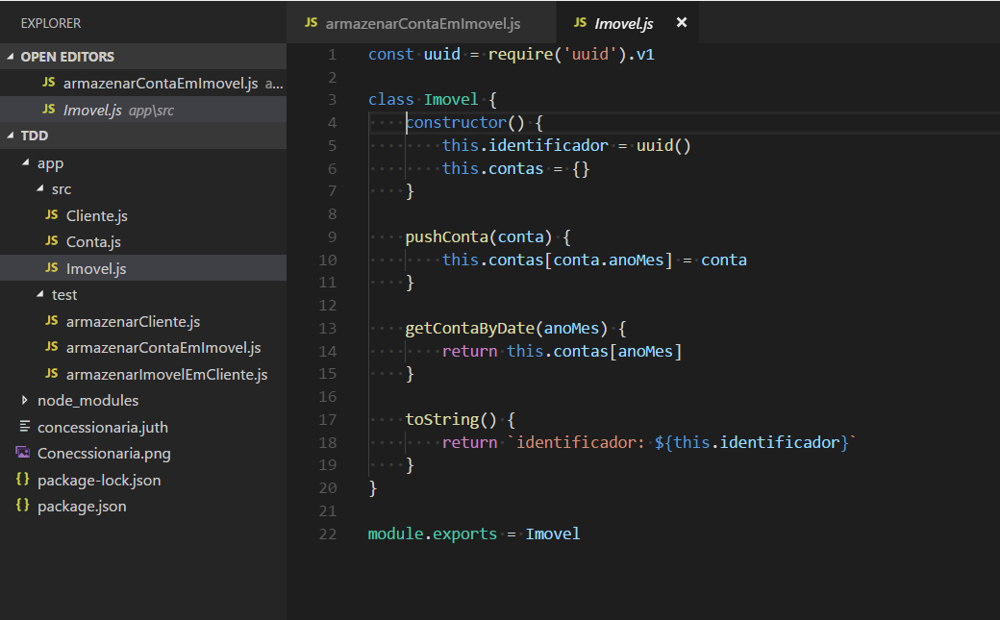 EXPLORER
OPEN EDITORS
JS armazenarContaEmImovel.js a...
JS Imovel.js app\src
TDD
app
src
JS Cliente.js
JS Conta.js
JS Imovel.js
test
JS armazenarCliente.js
JS armazenarContaEmImovel.js
JS armazenarImovelEmCliente.js
node_modules
concessionaria.juth
Conecssionaria.png
{} package-lock.json
{} package.json
JS armazenarContaEmImovel.js
JS Imovel.js ×
1 const uuid = require('uuid').v1
2
3 class Imovel {
4     constructor() {
5         this.identificador = uuid()
6         this.contas = {}
7     }
8
9     pushConta(conta) {
10         this.contas[conta.anoMes] = conta
11     }
12
13     getContaByDate(anoMes) {
14         return this.contas[anoMes]
15     }
16
17     toString() {
18         return `identificador: ${this.identificador}`
19     }
20 }
21
22 module.exports = Imovel